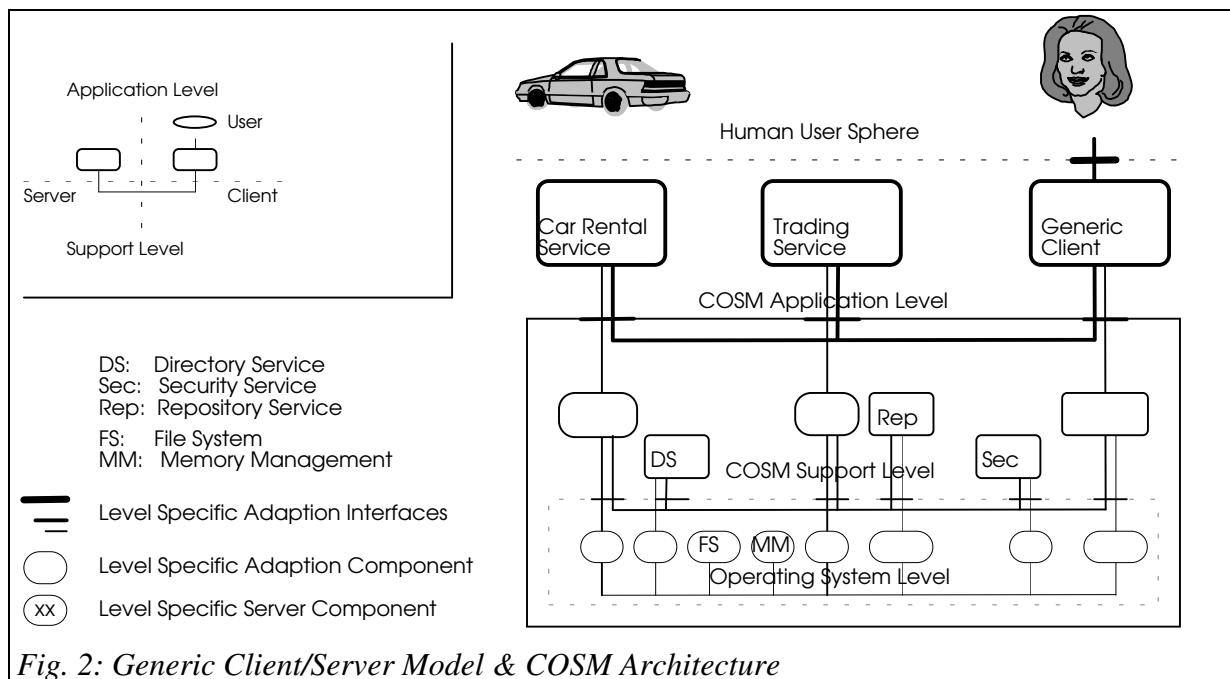 Application Level
User
Server
Client
Support Level
DS: Directory Service
Sec: Security Service
Rep: Repository Service
FS: File System
MM: Memory Management
Level Specific Adaption Interfaces
Level Specific Adaption Component
xx Level Specific Server Component
Human User Sphere
Car Rental
Service
Trading
Service
Generic
Client
COSM Application Level
Rep
DS
COSM Support Level
Sec
FS
MM
Operating System Level
Fig. 2: Generic Client/Server Model & COSM Architecture